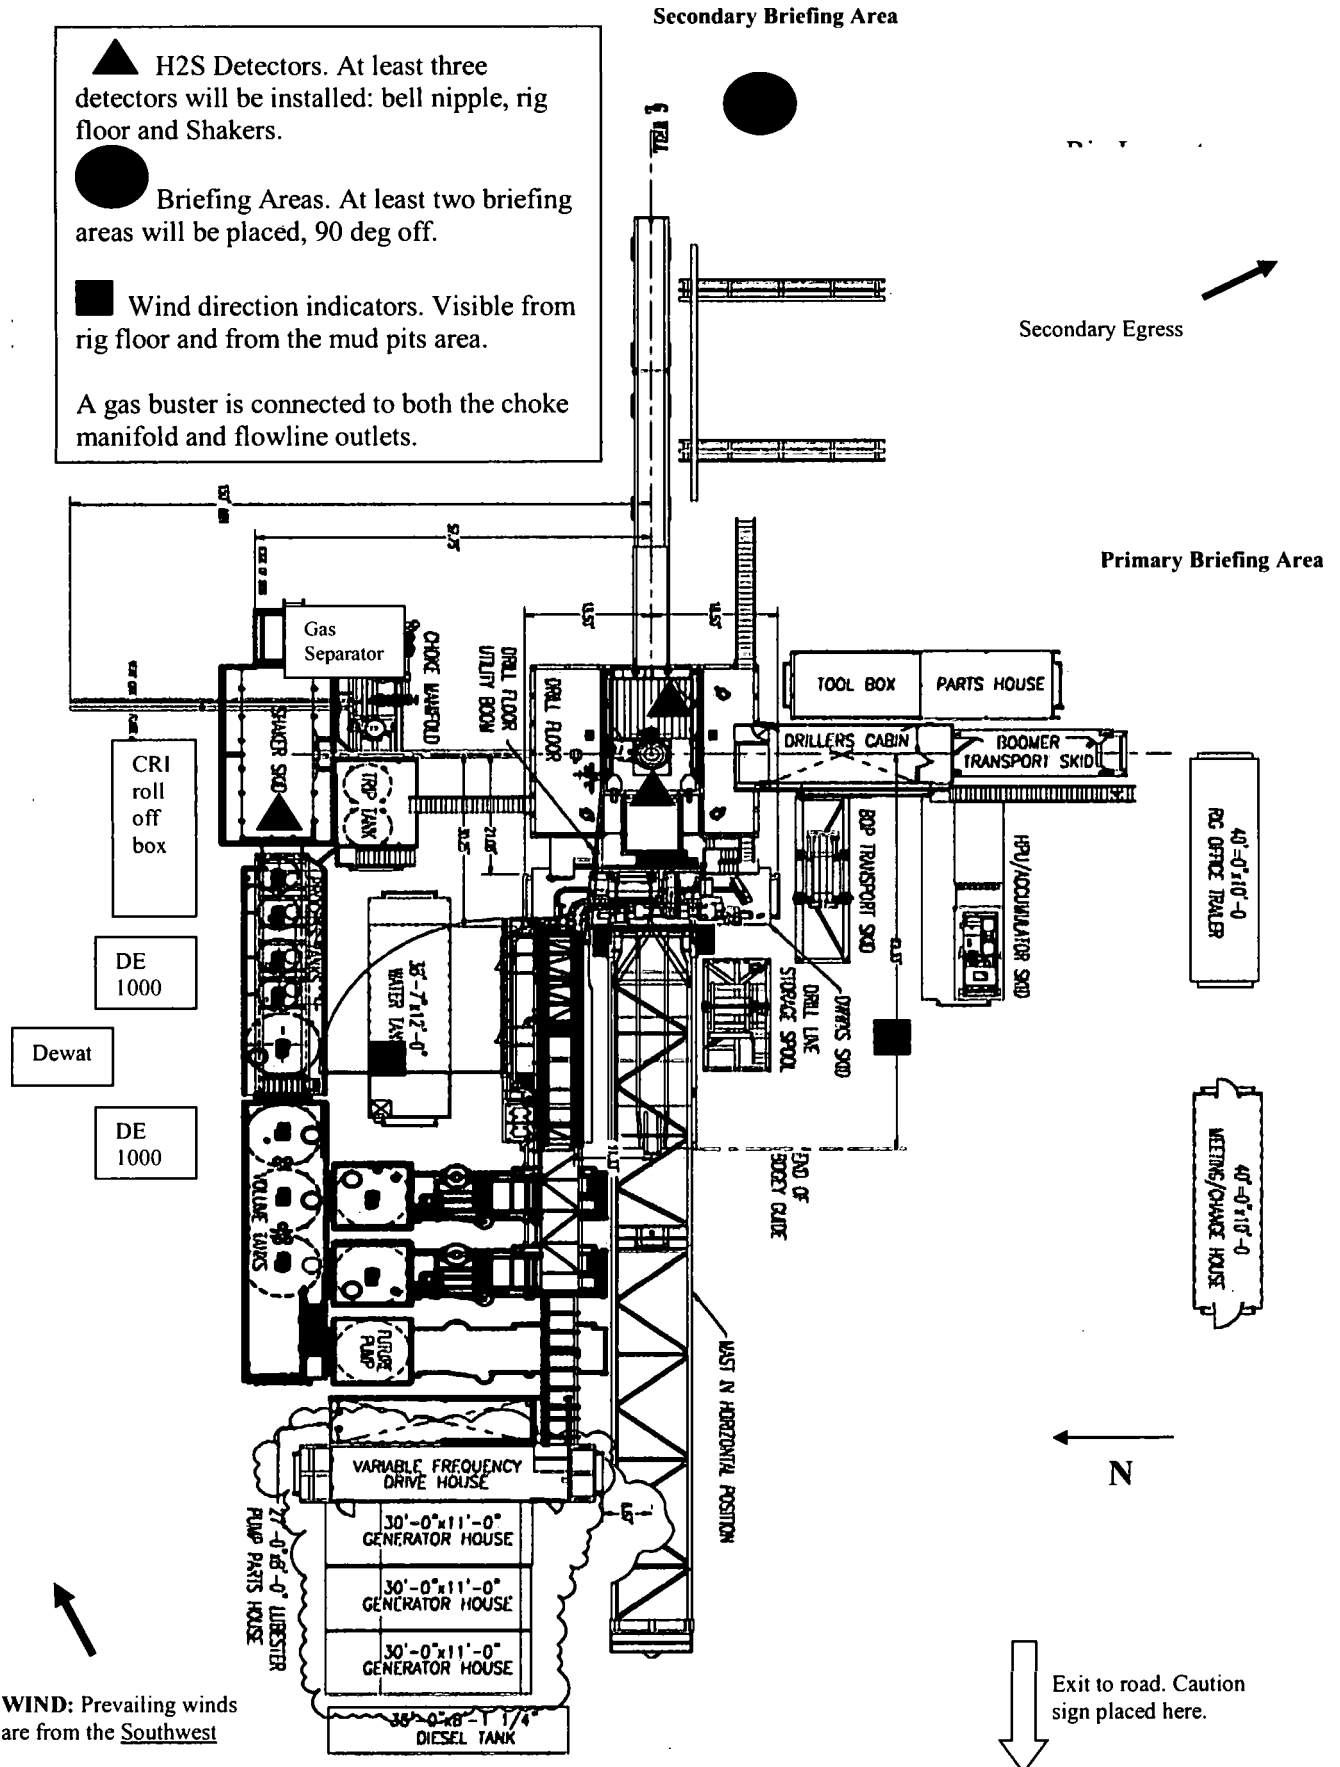 Secondary Briefing Area
H2S Detectors. At least three
detectors will be installed: bell nipple, rig
floor and Shakers.
Briefing Areas. At least two briefing
areas will be placed, 90 deg off.
Wind direction indicators. Visible from
rig floor and from the mud pits area.
A gas buster is connected to both the choke
manifold and flowline outlets.
Secondary Egress
Primary Briefing Area
52.75'
13.57'
Gas
Separator
CHOKE MANIFOLD
DRILL FLOOR
UTILITY BOOM
DRILL FLOOR
TOOL BOX
PARTS HOUSE
DRILLERS CABIN
BOOMER
TRANSPORT SKID
SHAKER SKID
TRIP
TANK
CRI
roll
off
box
30.25'
BOP TRANSPORT SKID
HPU/ACCUMULATOR SKID
40'-0"x10'-0
RIG OFFICE TRAILER
DE
1000
Dewat
DE
1000
WATER TANK
DRILL LINE
STORAGE SPOOL
END OF
BOGEY GUIDE
VOLUME TANKS
40'-0"x10'-0
MEETING/CHANGE HOUSE
FUTURE
PUMP
MAST IN HORIZONTAL POSITION
N
VARIABLE FREQUENCY
DRIVE HOUSE
30'-0"x11'-0"
GENERATOR HOUSE
30'-0"x11'-0"
GENERATOR HOUSE
30'-0"x11'-0"
GENERATOR HOUSE
PUMP PARTS HOUSE
DIESEL TANK
WIND: Prevailing winds
are from the Southwest
Exit to road. Caution
sign placed here.